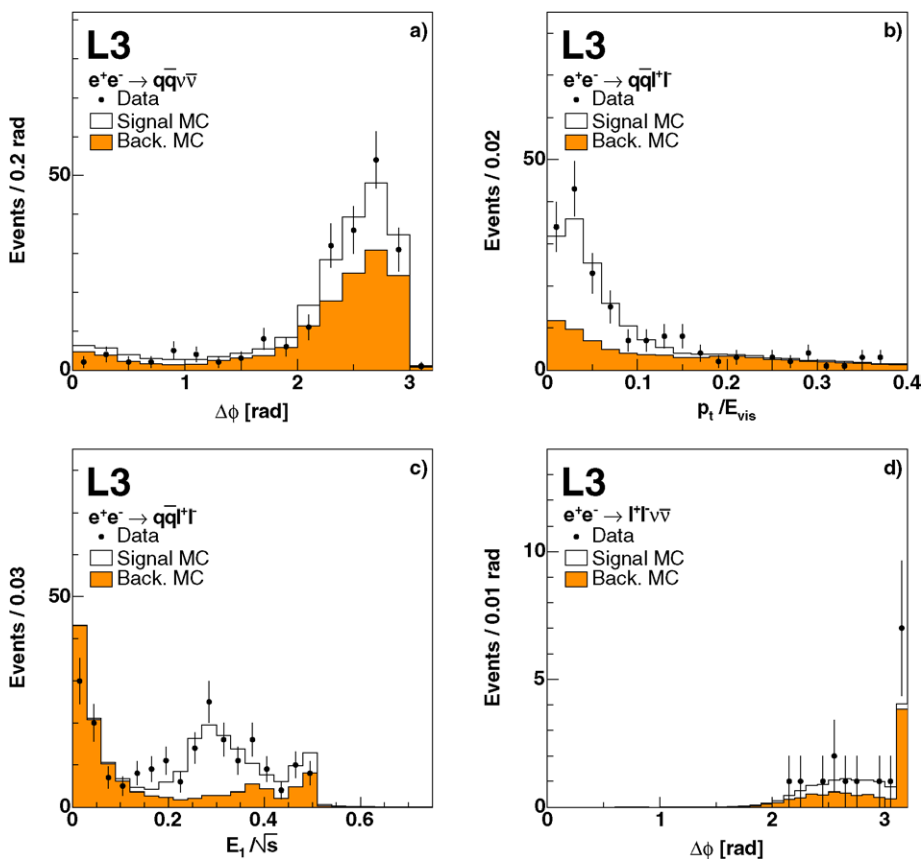 a)
L3
e⁺e⁻ → qq̅νν̅
Data
Signal MC
Back. MC
Events / 0.2 rad
50
0
0 1 2 3
Δϕ [rad]
b)
L3
e⁺e⁻ → qq̅l⁺l⁻
Data
Signal MC
Back. MC
Events / 0.02
50
0
0 0.1 0.2 0.3 0.4
pₜ /E_vis
c)
L3
e⁺e⁻ → qq̅l⁺l⁻
Data
Signal MC
Back. MC
Events / 0.03
50
0
0 0.2 0.4 0.6
E₁/√s
d)
L3
e⁺e⁻ → l⁺l⁻νν̅
Data
Signal MC
Back. MC
Events / 0.01 rad
10
5
0
0 1 2 3
Δϕ [rad]